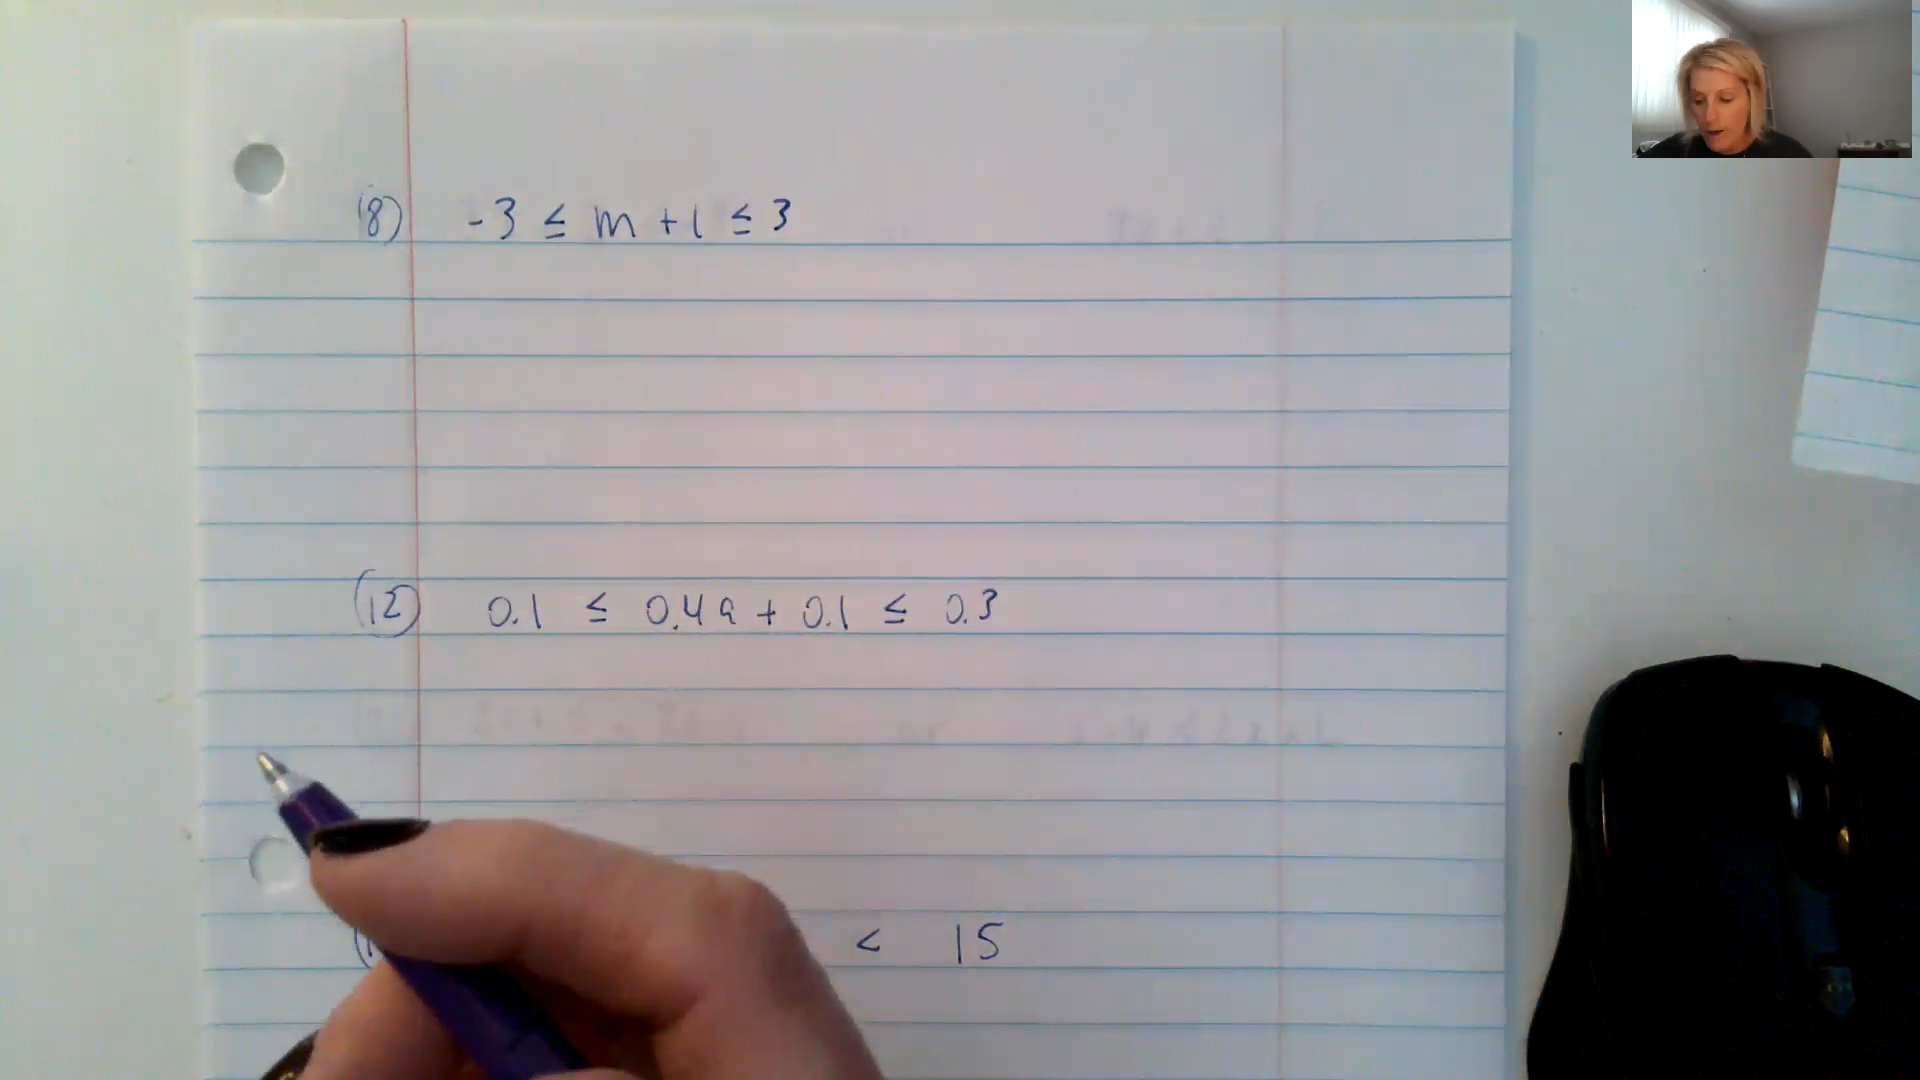 (8) -3 ≤ m + 1 ≤ 3
(12) 0.1 ≤ 0.4a + 0.1 ≤ 0.3
< 15